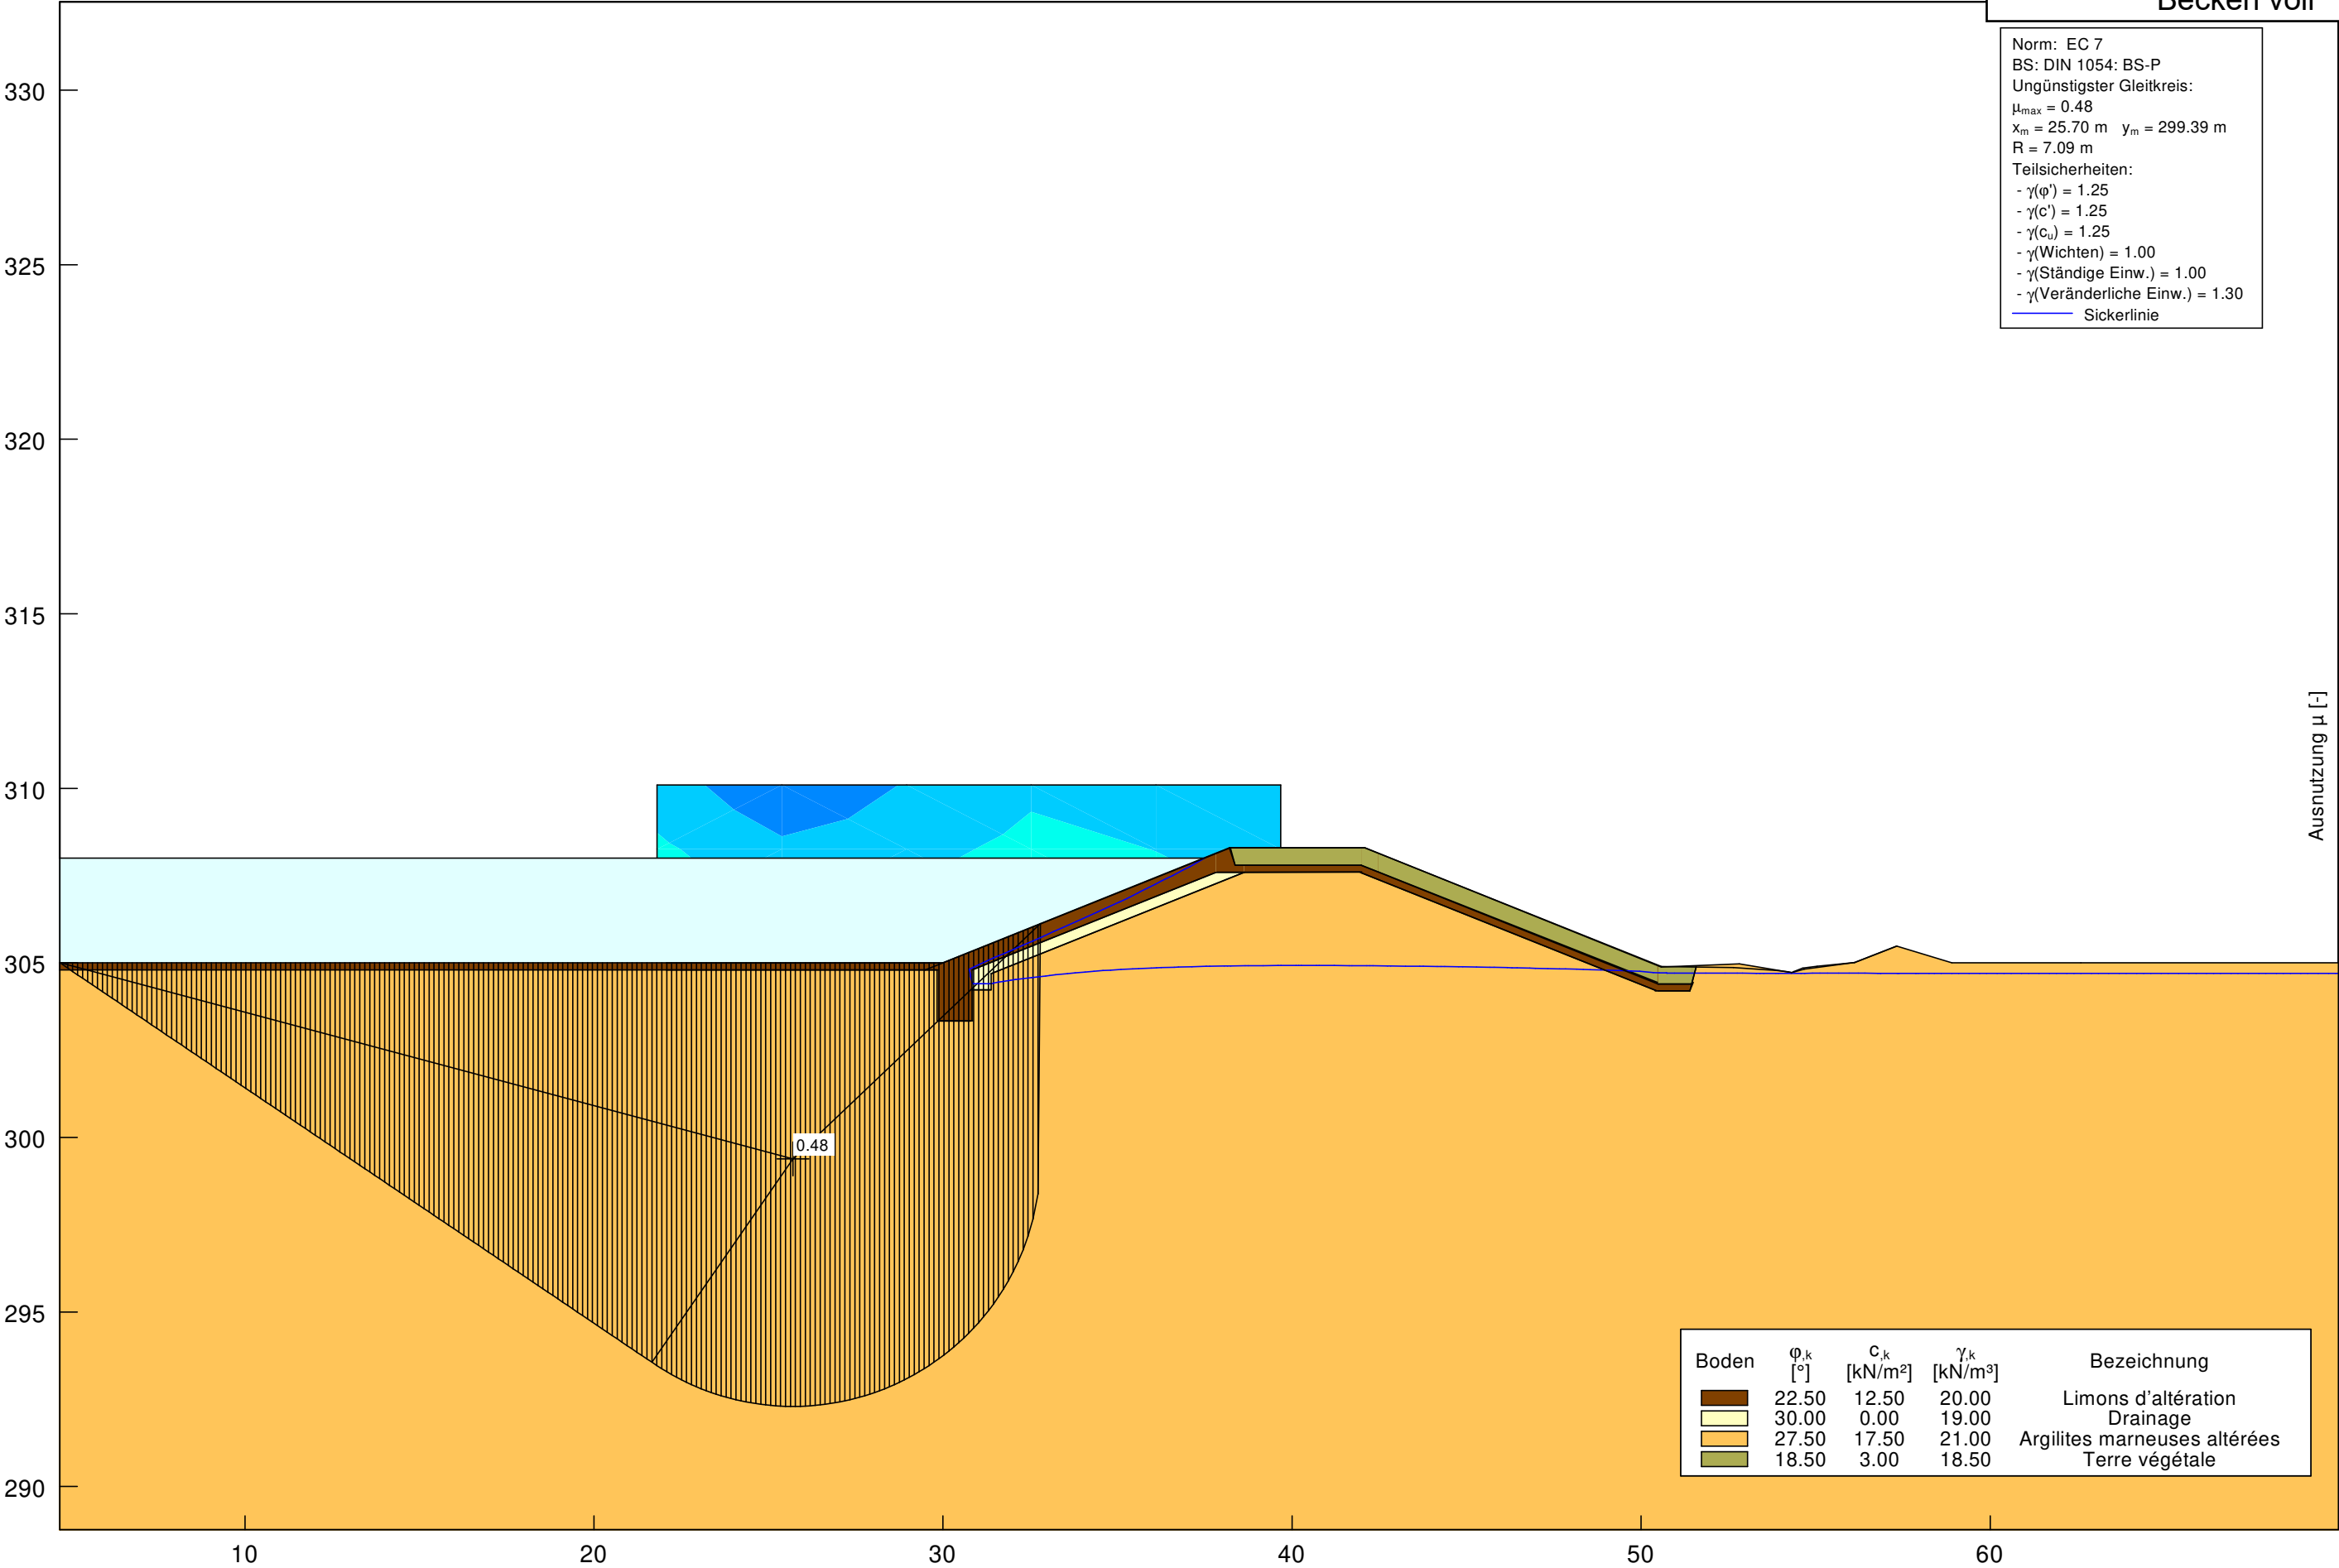 Becken voll
Norm: EC 7
BS: DIN 1054: BS-P
Ungünstigster Gleitkreis:
μmax = 0.48
xm = 25.70 m ym = 299.39 m
R = 7.09 m
Teilsicherheiten:
- γ(φ') = 1.25
- γ(c') = 1.25
- γ(cu) = 1.25
- γ(Wichten) = 1.00
- γ(Ständige Einw.) = 1.00
- γ(Veränderliche Einw.) = 1.30
Sickerlinie
330
325
320
315
310
305
300
295
290
Ausnutzung μ [-]
0.48
Boden φ,k [°] c,k [kN/m²] γ,k [kN/m³] Bezeichnung
22.50 12.50 20.00 Limons d'altération
30.00 0.00 19.00 Drainage
27.50 17.50 21.00 Argilites marneuses altérées
18.50 3.00 18.50 Terre végétale
10 20 30 40 50 60